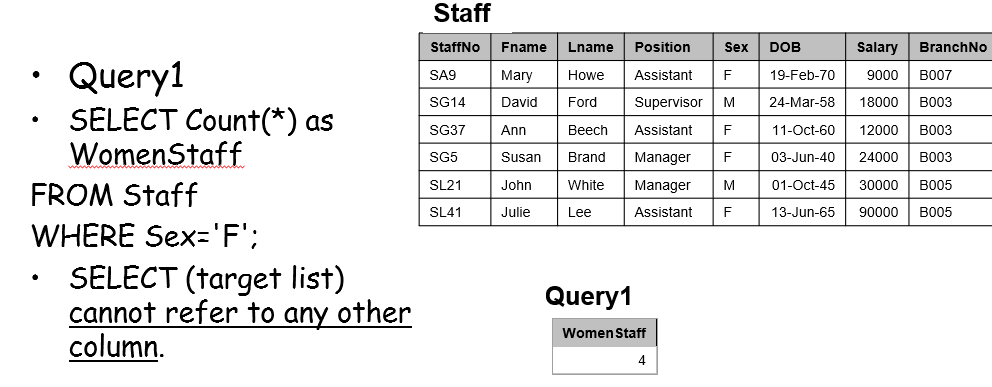 • Query1
• SELECT Count(*) as
WomenStaff
FROM Staff
WHERE Sex='F';
• SELECT (target list)
cannot refer to any other
column.
Staff
StaffNo Fname Lname Position Sex DOB Salary BranchNo
SA9 Mary Howe Assistant F 19-Feb-70 9000 B007
SG14 David Ford Supervisor M 24-Mar-58 18000 B003
SG37 Ann Beech Assistant F 11-Oct-60 12000 B003
SG5 Susan Brand Manager F 03-Jun-40 24000 B003
SL21 John White Manager M 01-Oct-45 30000 B005
SL41 Julie Lee Assistant F 13-Jun-65 90000 B005
Query1
WomenStaff
4